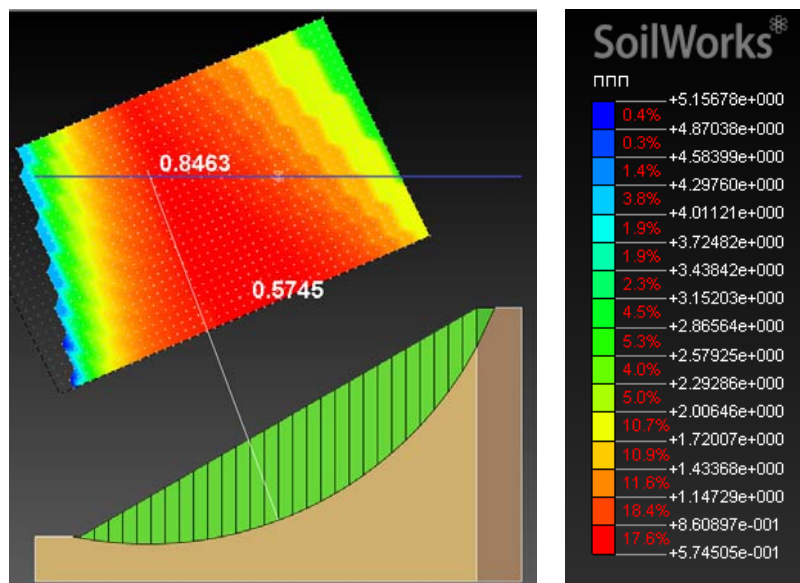 0.8463
0.5745
SoilWorks
ппп
+5.15678e+000
0.4%
+4.87038e+000
0.3%
+4.58399e+000
1.4%
+4.29760e+000
3.8%
+4.01121e+000
1.9%
+3.72482e+000
1.9%
+3.43842e+000
2.3%
+3.15203e+000
4.5%
+2.86564e+000
5.3%
+2.57925e+000
4.0%
+2.29286e+000
5.0%
+2.00646e+000
10.7%
+1.72007e+000
10.9%
+1.43368e+000
11.6%
+1.14729e+000
18.4%
+8.60897e-001
17.6%
+5.74505e-001